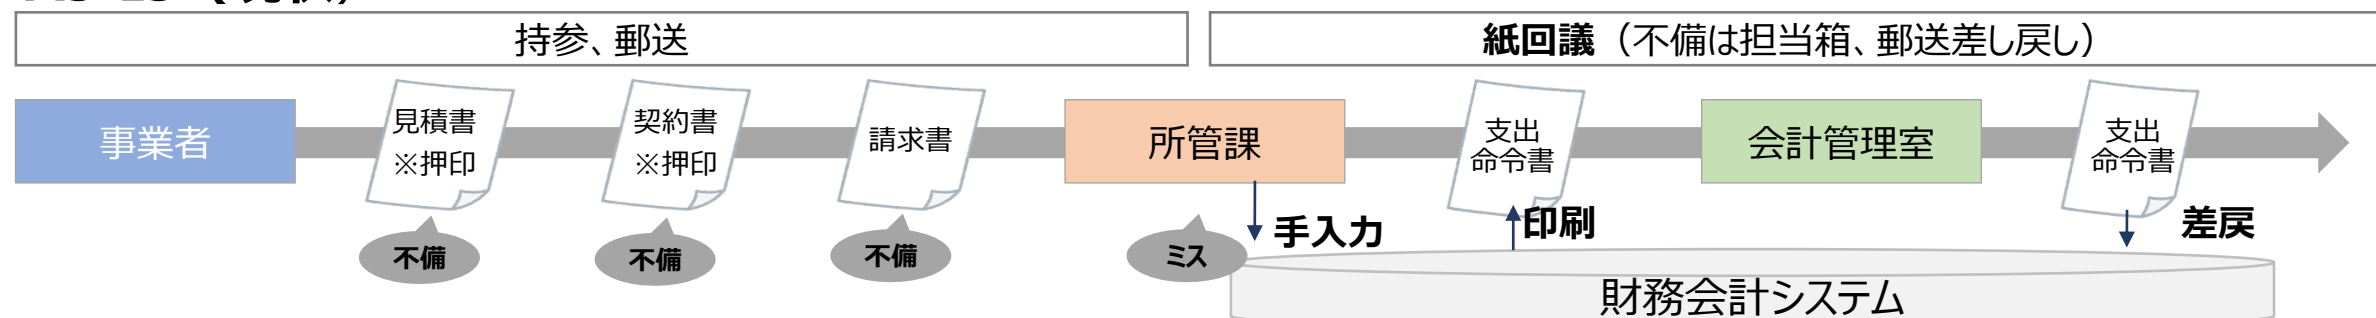 持参、郵送
紙回議（不備は担当箱、郵送差し戻し）
事業者
見積書
※押印
契約書
※押印
請求書
所管課
支出
命令書
会計管理室
支出
命令書
不備
不備
不備
ミス
手入力
印刷
差戻
財務会計システム